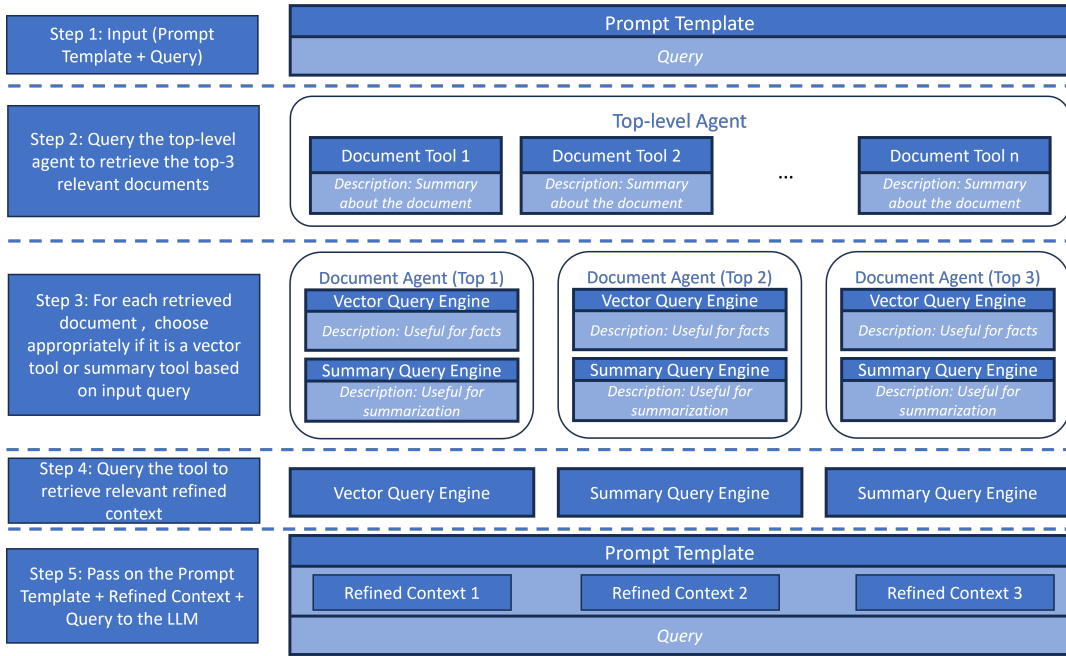 Step 1: Input (Prompt
Template + Query)
Prompt Template
Query
Step 2: Query the top-level
agent to retrieve the top-3
relevant documents
Top-level Agent
Document Tool 1
Description: Summary
about the document
Document Tool 2
Description: Summary
about the document
...
Document Tool n
Description: Summary
about the document
Step 3: For each retrieved
document , choose
appropriately if it is a vector
tool or summary tool based
on input query
Document Agent (Top 1)
Vector Query Engine
Description: Useful for facts
Summary Query Engine
Description: Useful for
summarization
Document Agent (Top 2)
Vector Query Engine
Description: Useful for facts
Summary Query Engine
Description: Useful for
summarization
Document Agent (Top 3)
Vector Query Engine
Description: Useful for facts
Summary Query Engine
Description: Useful for
summarization
Step 4: Query the tool to
retrieve relevant refined
context
Vector Query Engine
Summary Query Engine
Summary Query Engine
Step 5: Pass on the Prompt
Template + Refined Context +
Query to the LLM
Prompt Template
Refined Context 1
Refined Context 2
Refined Context 3
Query